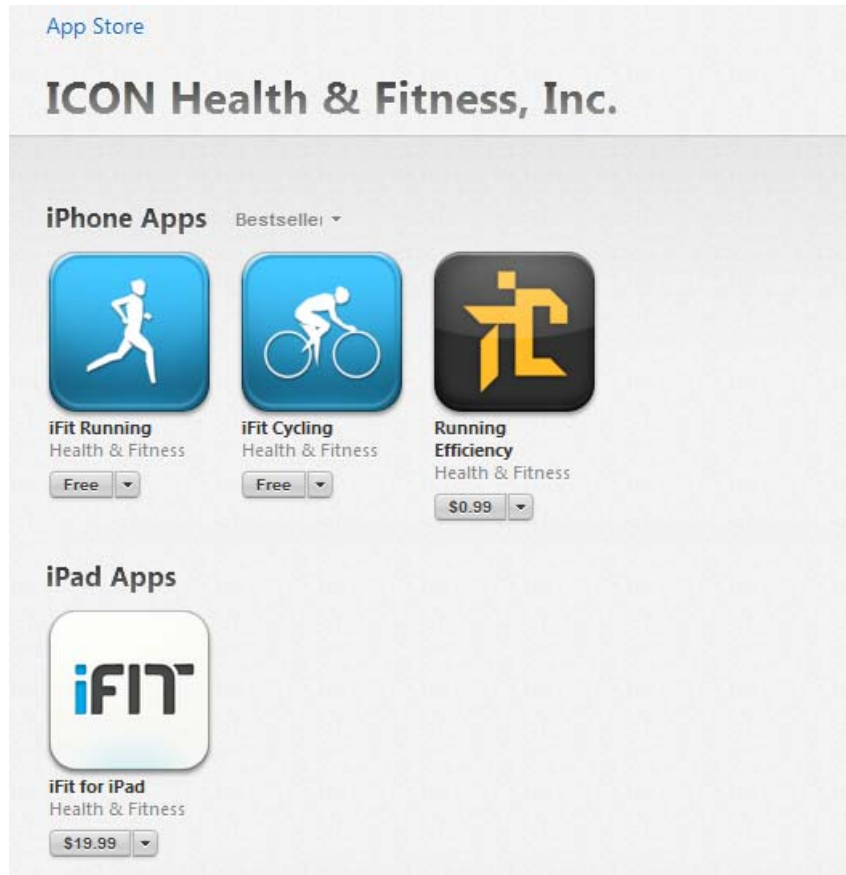 App Store
ICON Health & Fitness, Inc.
iPhone Apps Bestseller
iFit Running
Health & Fitness
Free
iFit Cycling
Health & Fitness
Free
Running
Efficiency
Health & Fitness
$0.99
iPad Apps
iFIT
iFit for iPad
Health & Fitness
$19.99